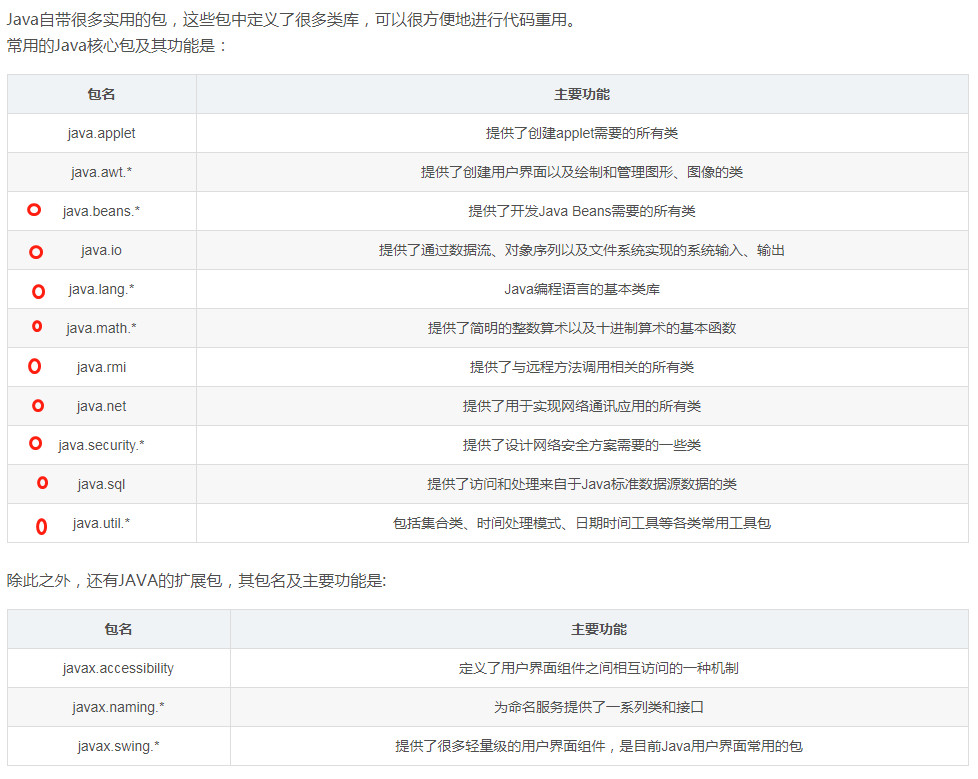 Java自带很多实用的包，这些包中定义了很多类库，可以很方便地进行代码重用。
常用的Java核心包及其功能是：
包名 主要功能
java.applet 提供了创建applet需要的所有类
java.awt.* 提供了创建用户界面以及绘制和管理图形、图像的类
java.beans.* 提供了开发Java Beans需要的所有类
java.io 提供了通过数据流、对象序列以及文件系统实现的系统输入、输出
java.lang.* Java编程语言的基本类库
java.math.* 提供了简明的整数算术以及十进制算术的基本函数
java.rmi 提供了与远程方法调用相关的所有类
java.net 提供了用于实现网络通讯应用的所有类
java.security.* 提供了设计网络安全方案需要的一些类
java.sql 提供了访问和处理来自于Java标准数据源数据的类
java.util.* 包括集合类、时间处理模式、日期时间工具等各类常用工具包
除此之外，还有JAVA的扩展包，其包名及主要功能是:
包名 主要功能
javax.accessibility 定义了用户界面组件之间相互访问的一种机制
javax.naming.* 为命名服务提供了一系列类和接口
javax.swing.* 提供了很多轻量级的用户界面组件，是目前Java用户界面常用的包